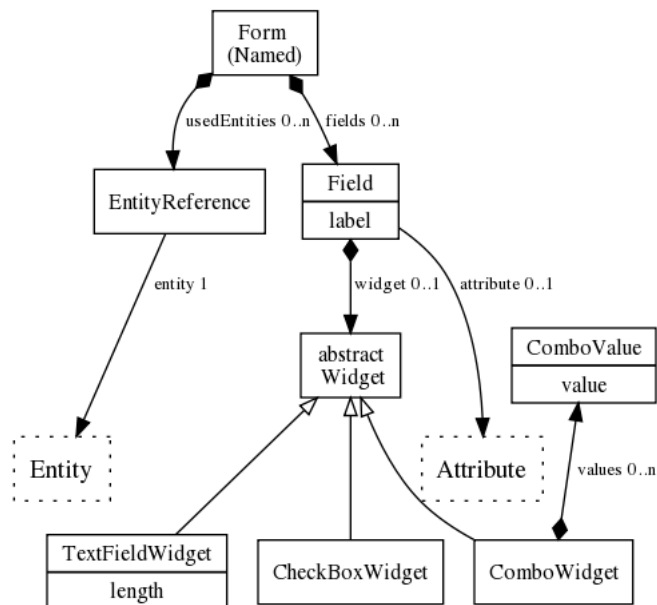 Form
(Named)
usedEntities 0..n
fields 0..n
EntityReference
Field
label
entity 1
widget 0..1
attribute 0..1
abstract
Widget
ComboValue
value
Entity
Attribute
values 0..n
TextFieldWidget
length
CheckBoxWidget
ComboWidget